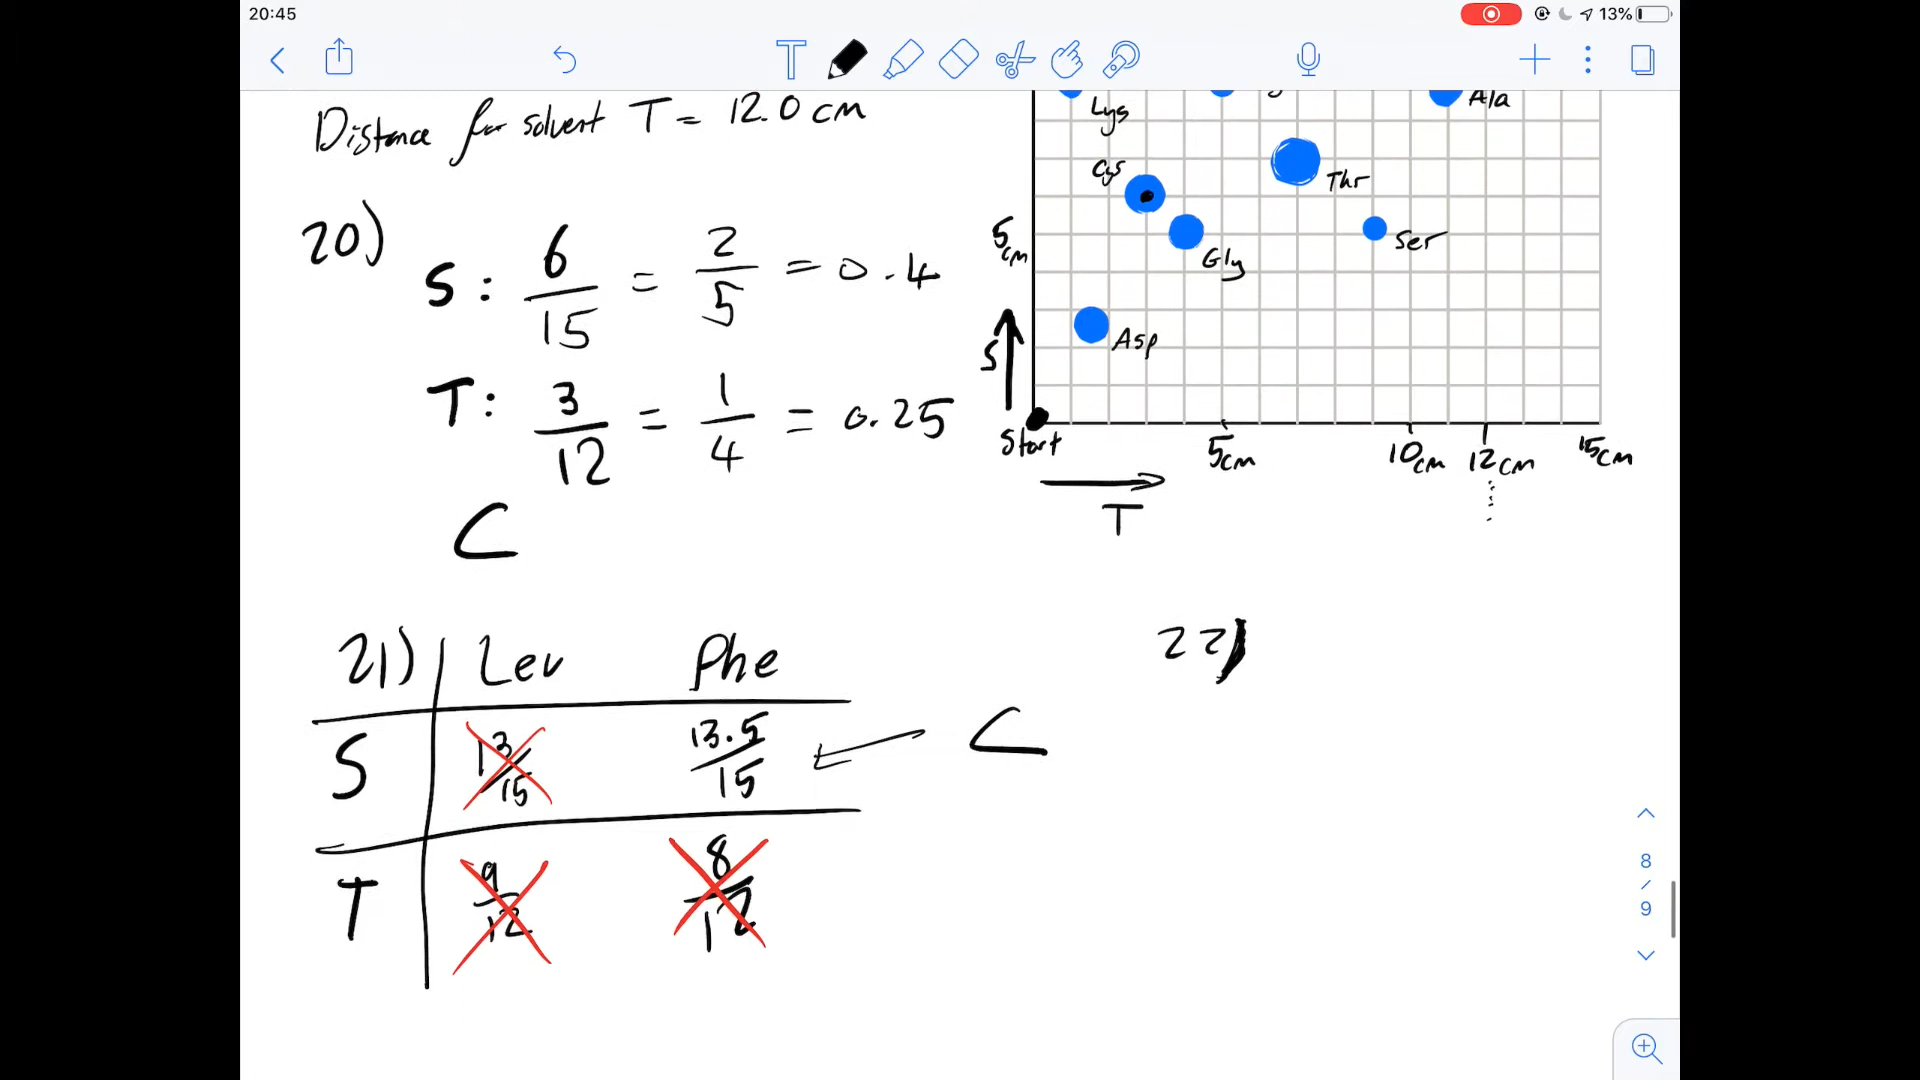 20:45
13%
T
Distance for solvent T = 12.0 cm
Lys
Ala
Cys
Thr
5cm
Gly
Ser
S
Asp
Start
5cm
10cm
12cm
15cm
T
20)
S: 6/15 = 2/5 = 0.4
T: 3/12 = 1/4 = 0.25
C
21) Leu Phe
S 13/15 13.5/15
C
T 9/12 8/12
22)
8
/
9